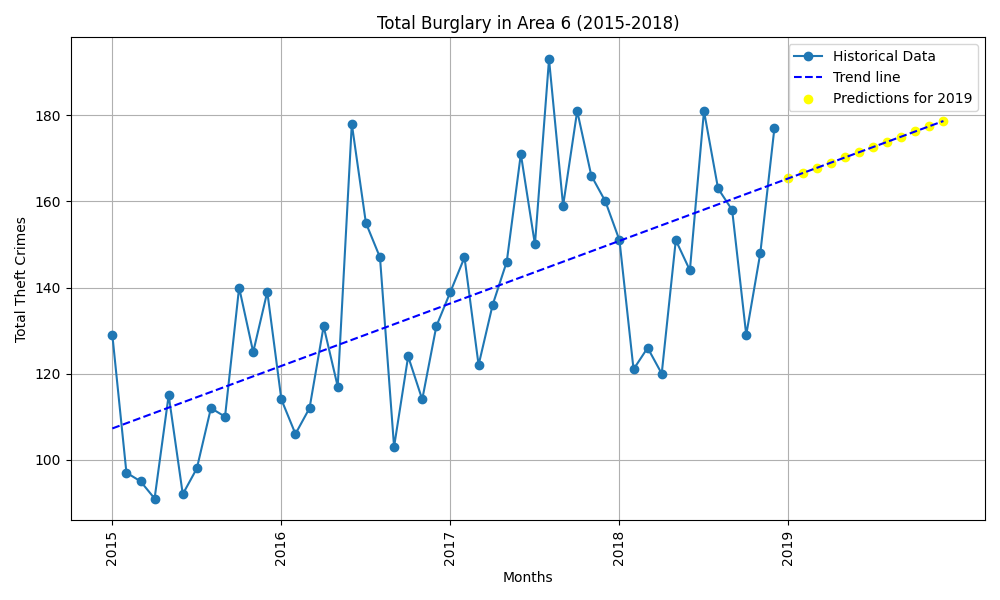 Total Burglary in Area 6 (2015-2018)
Historical Data
Trend line
Predictions for 2019
180
160
140
120
100
Total Theft Crimes
2015
2016
2017
2018
2019
Months